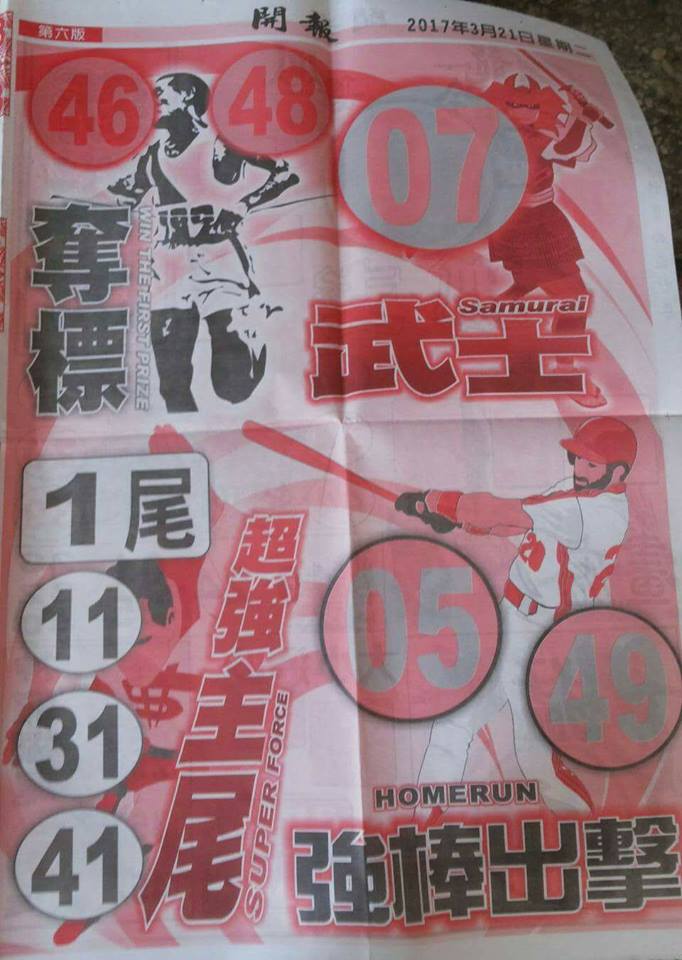 第六版
開報
2017年3月21日星期二
46
48
奪標
WIN THE FIRST PRIZE
07
Samurai
武士
1尾
11
31
41
超強主尾
SUPER FORCE
05
49
HOMERUN
強棒出擊